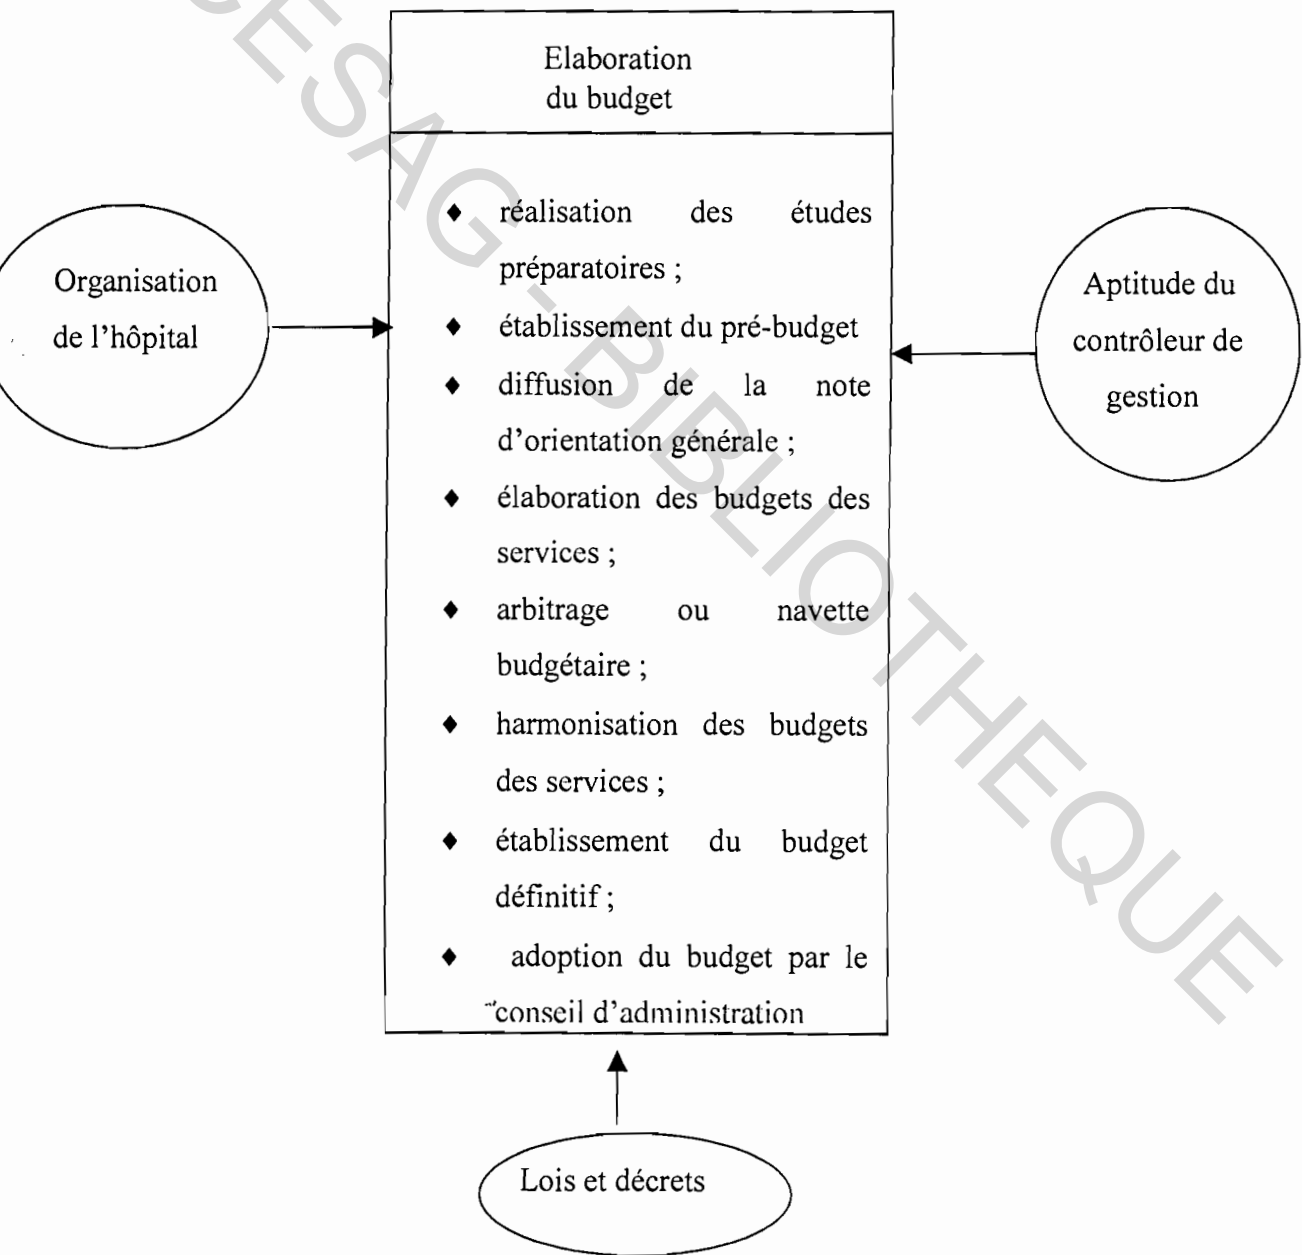 Elaboration
du budget
♦ réalisation des études
préparatoires ;
♦ établissement du pré-budget
♦ diffusion de la note
d’orientation générale ;
♦ élaboration des budgets des
services ;
♦ arbitrage ou navette
budgétaire ;
♦ harmonisation des budgets
des services ;
♦ établissement du budget
définitif ;
♦ adoption du budget par le
conseil d’administration
Organisation
de l’hôpital
Aptitude du
contrôleur de
gestion
Lois et décrets
CESAG - BIBLIOTHEQUE